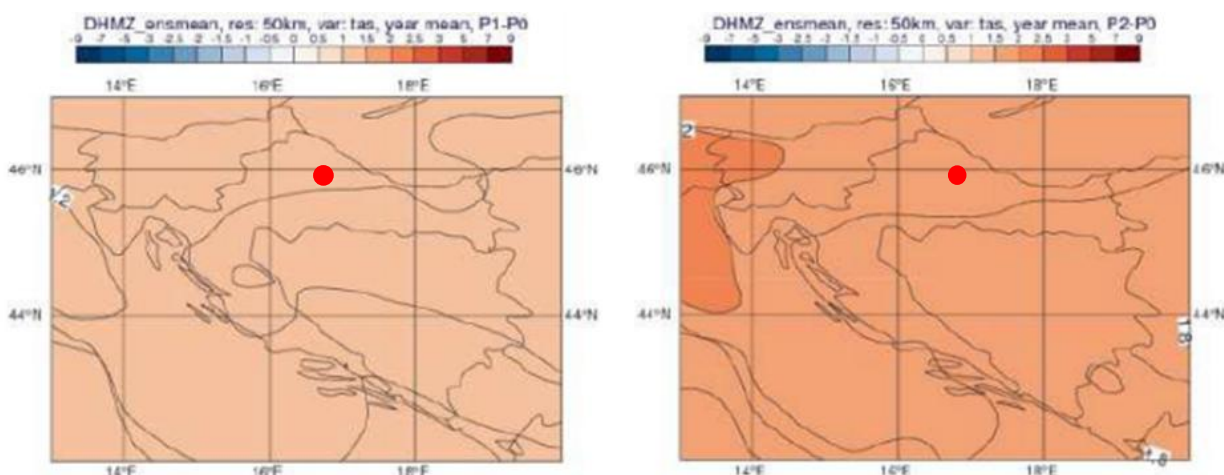 DHMZ_ensmean, res: 50km, var: tas, year mean, P1-P0
-9 -7 -5 -3 -2.5 -2 -1.5 -1 -0.5 0 0.5 1 1.5 2 2.5 3 5 7 9
14°E 16°E 18°E
46°N
44°N
14°E 16°E 18°E
DHMZ_ensmean, res: 50km, var: tas, year mean, P2-P0
-9 -7 -5 -3 -2.5 -2 -1.5 -1 -0.5 0 0.5 1 1.5 2 2.5 3 5 7 9
14°E 16°E 18°E
2
46°N 46°N
44°N 44°N
1.8
1.8
14°E 16°E 18°E